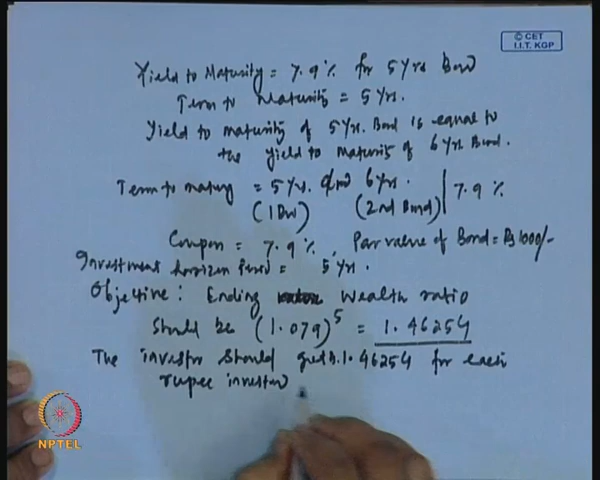 © CET
I.I.T. KGP
Yield to Maturity = 7.9% for 5 Yrs Bond
Term to Maturity = 5 Yrs.
Yield to maturity of 5 Yrs. Bond is equal to
the Yield to Maturity of 6 Yrs. Bond.
Term to maturity = 5 Yrs. and 6 Yrs. | 7.9%
(1 Bond) (2nd Bond)
Coupon = 7.9%, Par value of Bond = Rs 1000/-
Investment horizon Period = 5 Yrs.
Objective: Ending Wealth ratio
Should be (1.079)^5 = 1.46254
The investor should get Rs. 1.46254 for each
rupee invested
NPTEL